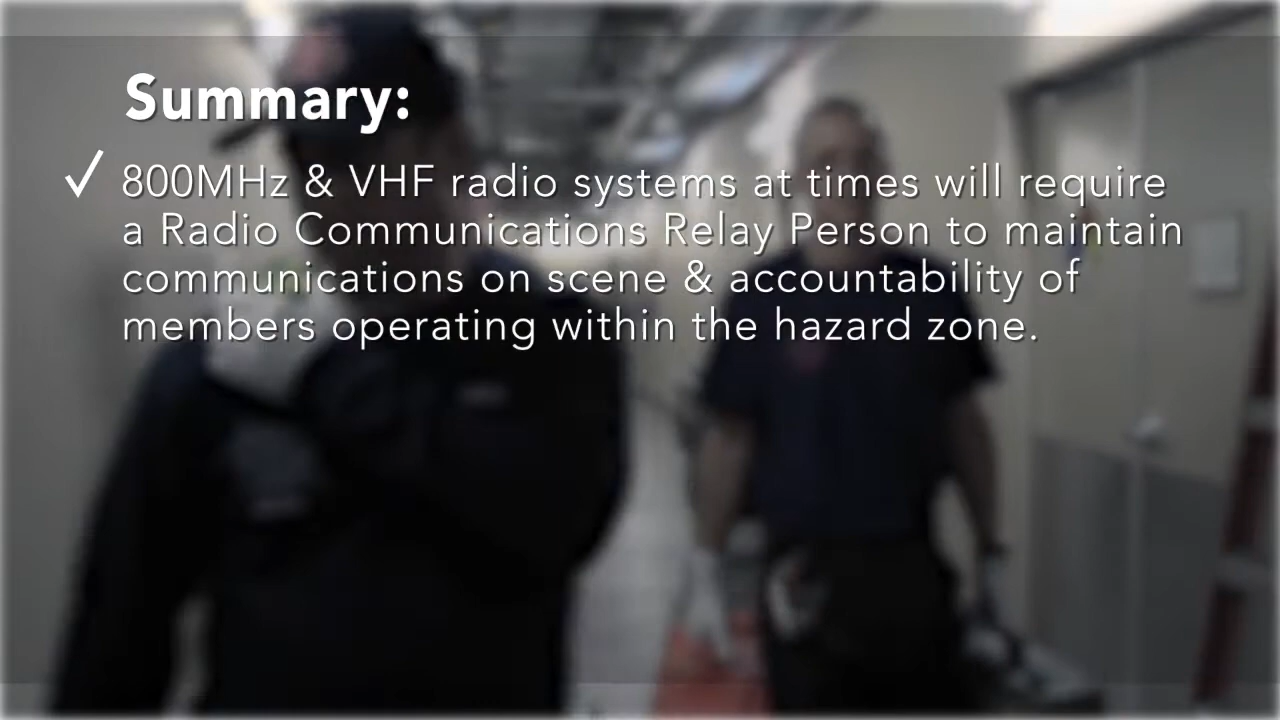 Summary:
✓ 800MHz & VHF radio systems at times will require
a Radio Communications Relay Person to maintain
communications on scene & accountability of
members operating within the hazard zone.